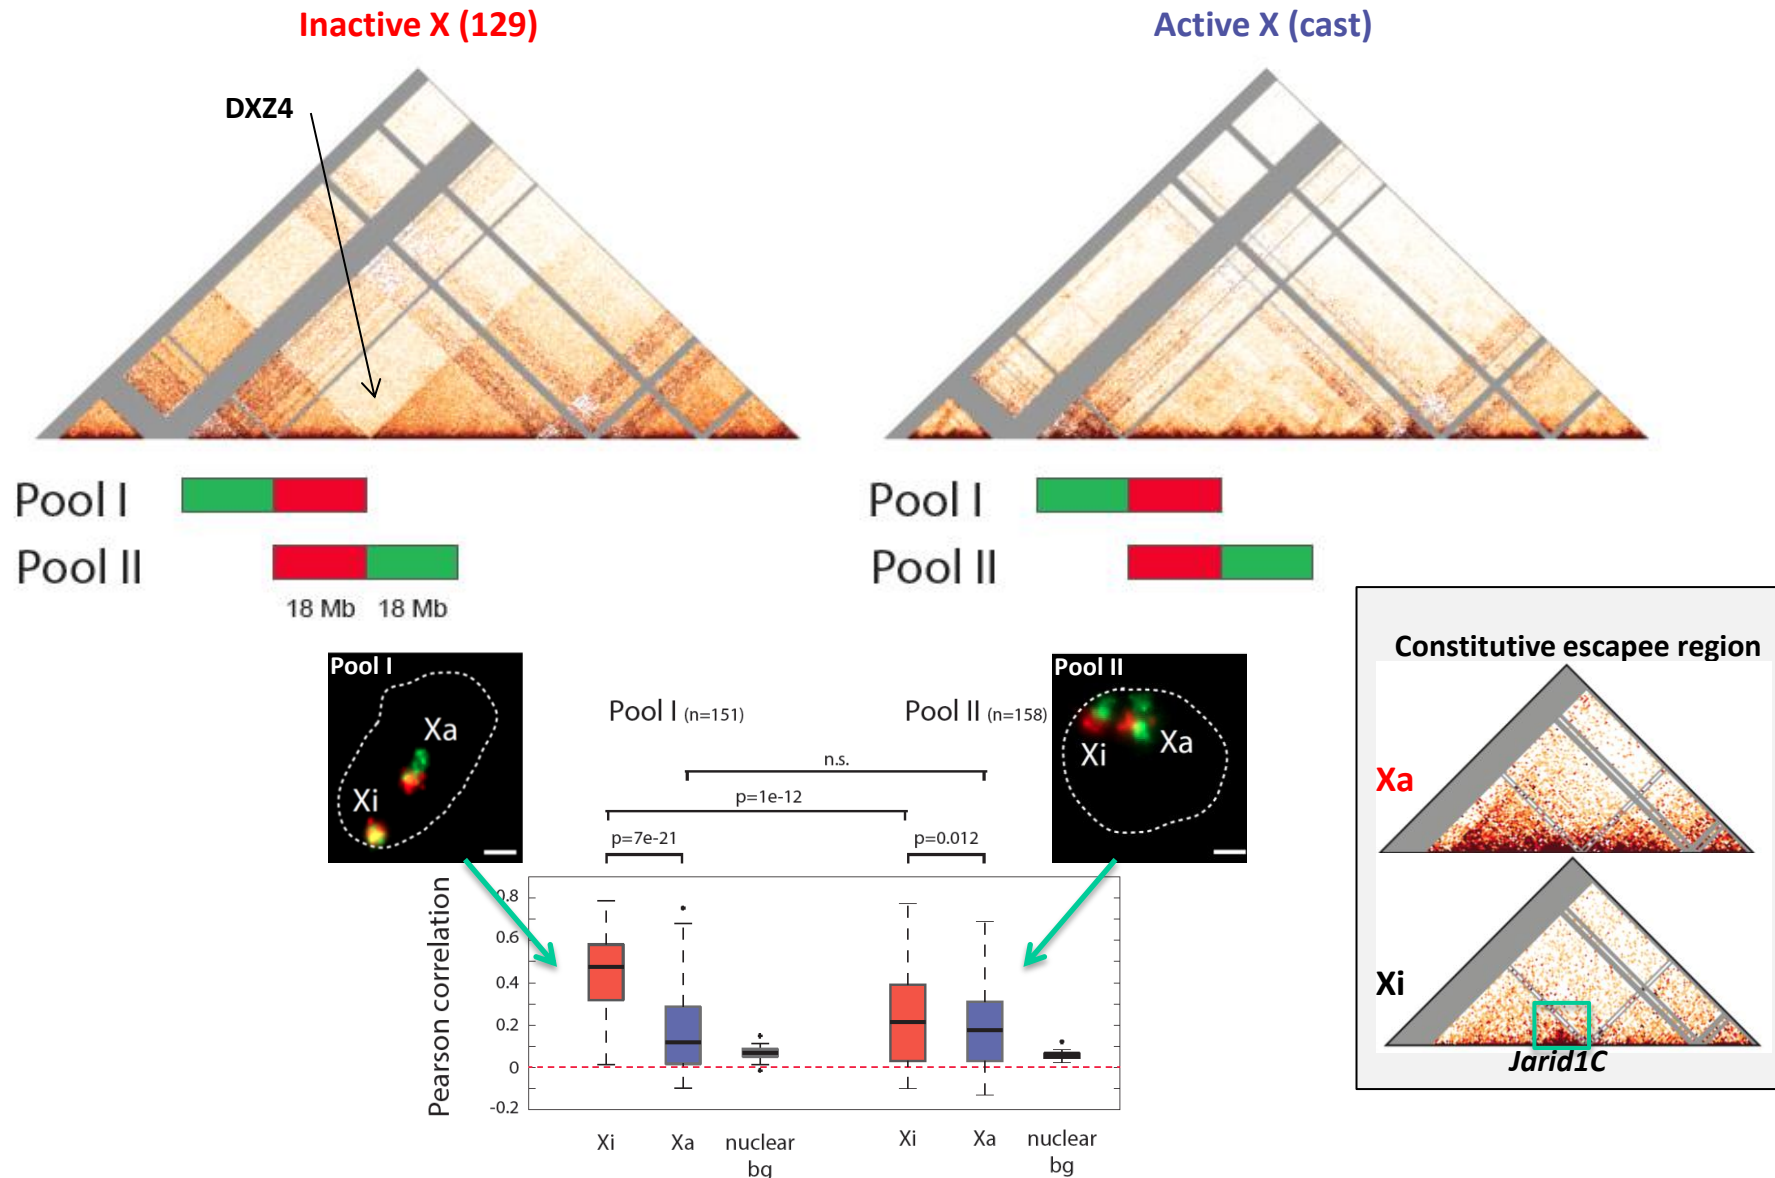 Inactive X (129)
Active X (cast)
DXZ4
Pool I
Pool II
18 Mb 18 Mb
Pool I
Pool II
Pool I
Xa
Xi
Pool I (n=151)
Pool II (n=158)
Pool II
Xi
Xa
n.s.
p=1e-12
p=7e-21
p=0.012
Pearson correlation
0.8
0.6
0.4
0.2
0
-0.2
Xi
Xa
nuclear
bg
Xi
Xa
nuclear
bg
Constitutive escapee region
Xa
Xi
Jarid1C